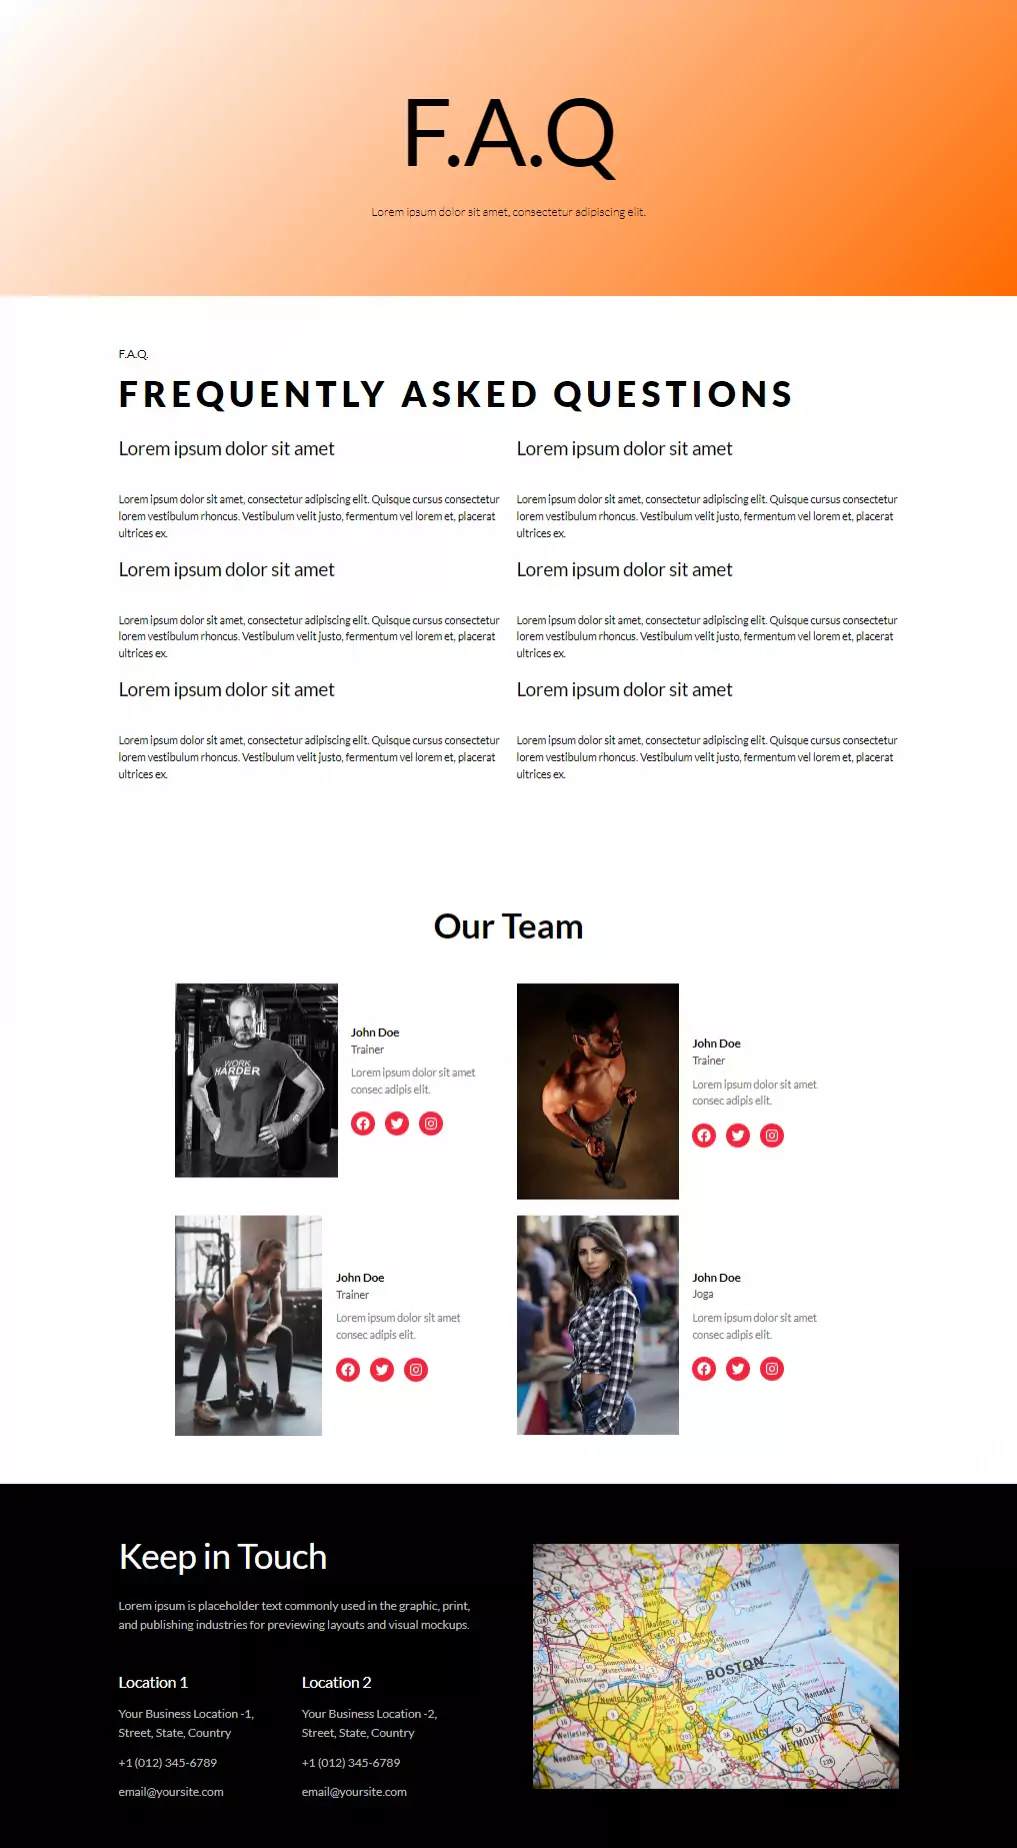 F.A.Q
Lorem ipsum dolor sit amet, consectetur adipiscing elit.
F.A.Q.
FREQUENTLY ASKED QUESTIONS
Lorem ipsum dolor sit amet
Lorem ipsum dolor sit amet, consectetur adipiscing elit. Quisque cursus consectetur
lorem vestibulum rhoncus. Vestibulum velit justo, fermentum vel lorem et, placerat
ultrices ex.
Lorem ipsum dolor sit amet
Lorem ipsum dolor sit amet, consectetur adipiscing elit. Quisque cursus consectetur
lorem vestibulum rhoncus. Vestibulum velit justo, fermentum vel lorem et, placerat
ultrices ex.
Lorem ipsum dolor sit amet
Lorem ipsum dolor sit amet, consectetur adipiscing elit. Quisque cursus consectetur
lorem vestibulum rhoncus. Vestibulum velit justo, fermentum vel lorem et, placerat
ultrices ex.
Lorem ipsum dolor sit amet
Lorem ipsum dolor sit amet, consectetur adipiscing elit. Quisque cursus consectetur
lorem vestibulum rhoncus. Vestibulum velit justo, fermentum vel lorem et, placerat
ultrices ex.
Lorem ipsum dolor sit amet
Lorem ipsum dolor sit amet, consectetur adipiscing elit. Quisque cursus consectetur
lorem vestibulum rhoncus. Vestibulum velit justo, fermentum vel lorem et, placerat
ultrices ex.
Lorem ipsum dolor sit amet
Lorem ipsum dolor sit amet, consectetur adipiscing elit. Quisque cursus consectetur
lorem vestibulum rhoncus. Vestibulum velit justo, fermentum vel lorem et, placerat
ultrices ex.
Our Team
WORK
HARDER
John Doe
Trainer
Lorem ipsum dolor sit amet
consec adipis elit.
John Doe
Trainer
Lorem ipsum dolor sit amet
consec adipis elit.
John Doe
Trainer
Lorem ipsum dolor sit amet
consec adipis elit.
John Doe
Joga
Lorem ipsum dolor sit amet
consec adipis elit.
Keep in Touch
Lorem ipsum is placeholder text commonly used in the graphic, print,
and publishing industries for previewing layouts and visual mockups.
Location 1
Your Business Location -1,
Street, State, Country
+1 (012) 345-6789
email@yoursite.com
Location 2
Your Business Location -2,
Street, State, Country
+1 (012) 345-6789
email@yoursite.com
LYNN
Swampscott
Malden
Medford
Winthrop
Watertown
Waltham
BOSTON
Newton
Hull
Nantasket
Wellesley
Needham
Milton
QUINCY
WEYMOUTH
Braintree
Dedham